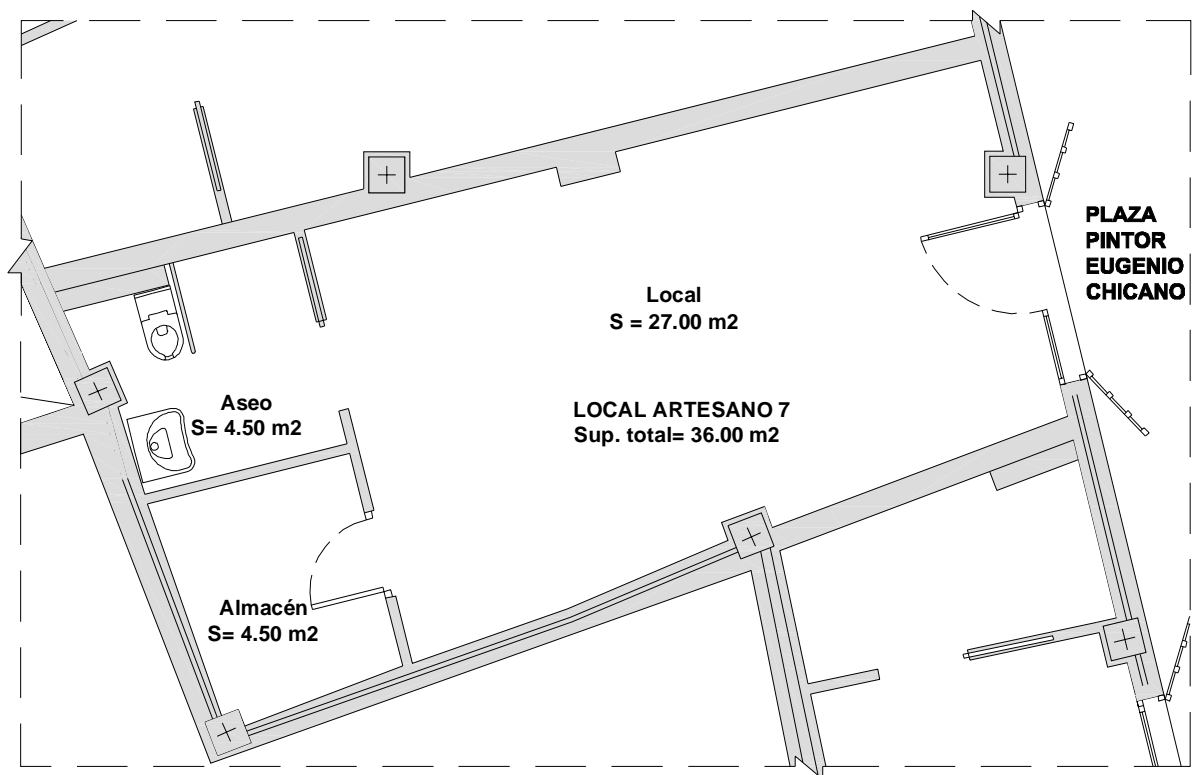 PLAZA
PINTOR
EUGENIO
CHICANO
Local
S = 27.00 m2
Aseo
S= 4.50 m2
LOCAL ARTESANO 7
Sup. total= 36.00 m2
Almacén
S= 4.50 m2